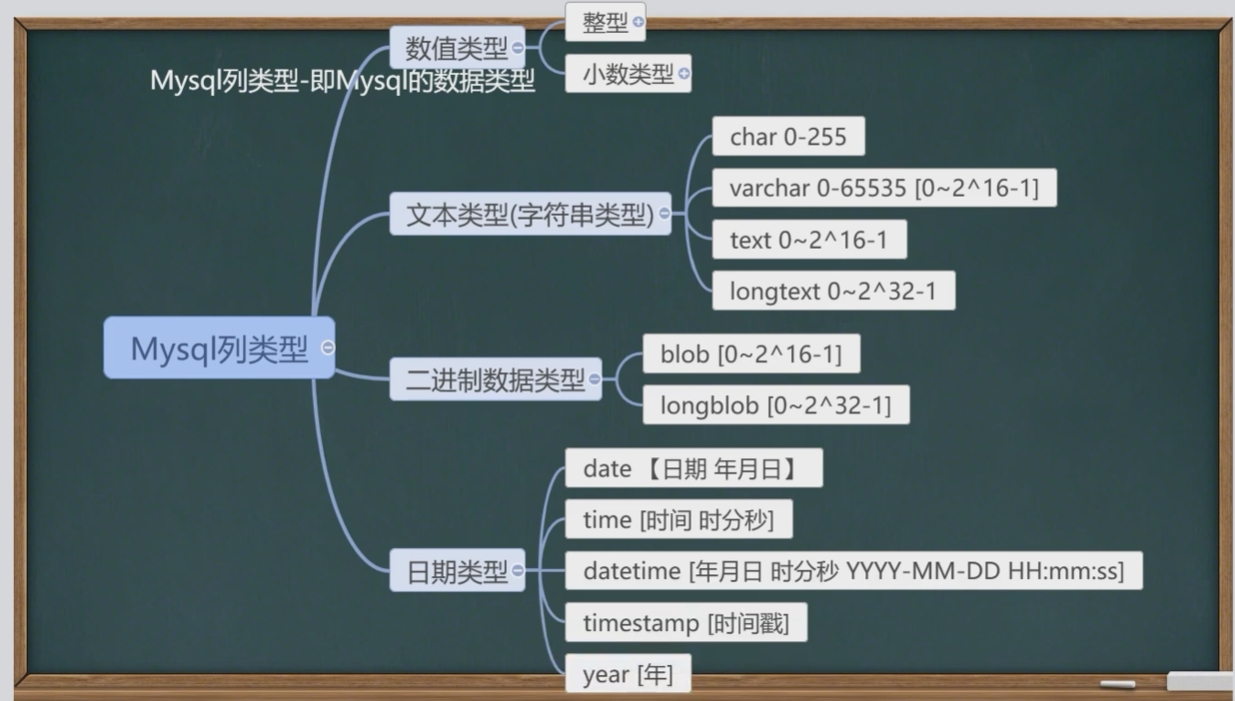 数值类型
整型
小数类型
Mysql列类型-即Mysql的数据类型
文本类型(字符串类型)
char 0-255
varchar 0-65535 [0~2^16-1]
text 0~2^16-1
longtext 0~2^32-1
Mysql列类型
二进制数据类型
blob [0~2^16-1]
longblob [0~2^32-1]
日期类型
date 【日期 年月日】
time [时间 时分秒]
datetime [年月日 时分秒 YYYY-MM-DD HH:mm:ss]
timestamp [时间戳]
year [年]